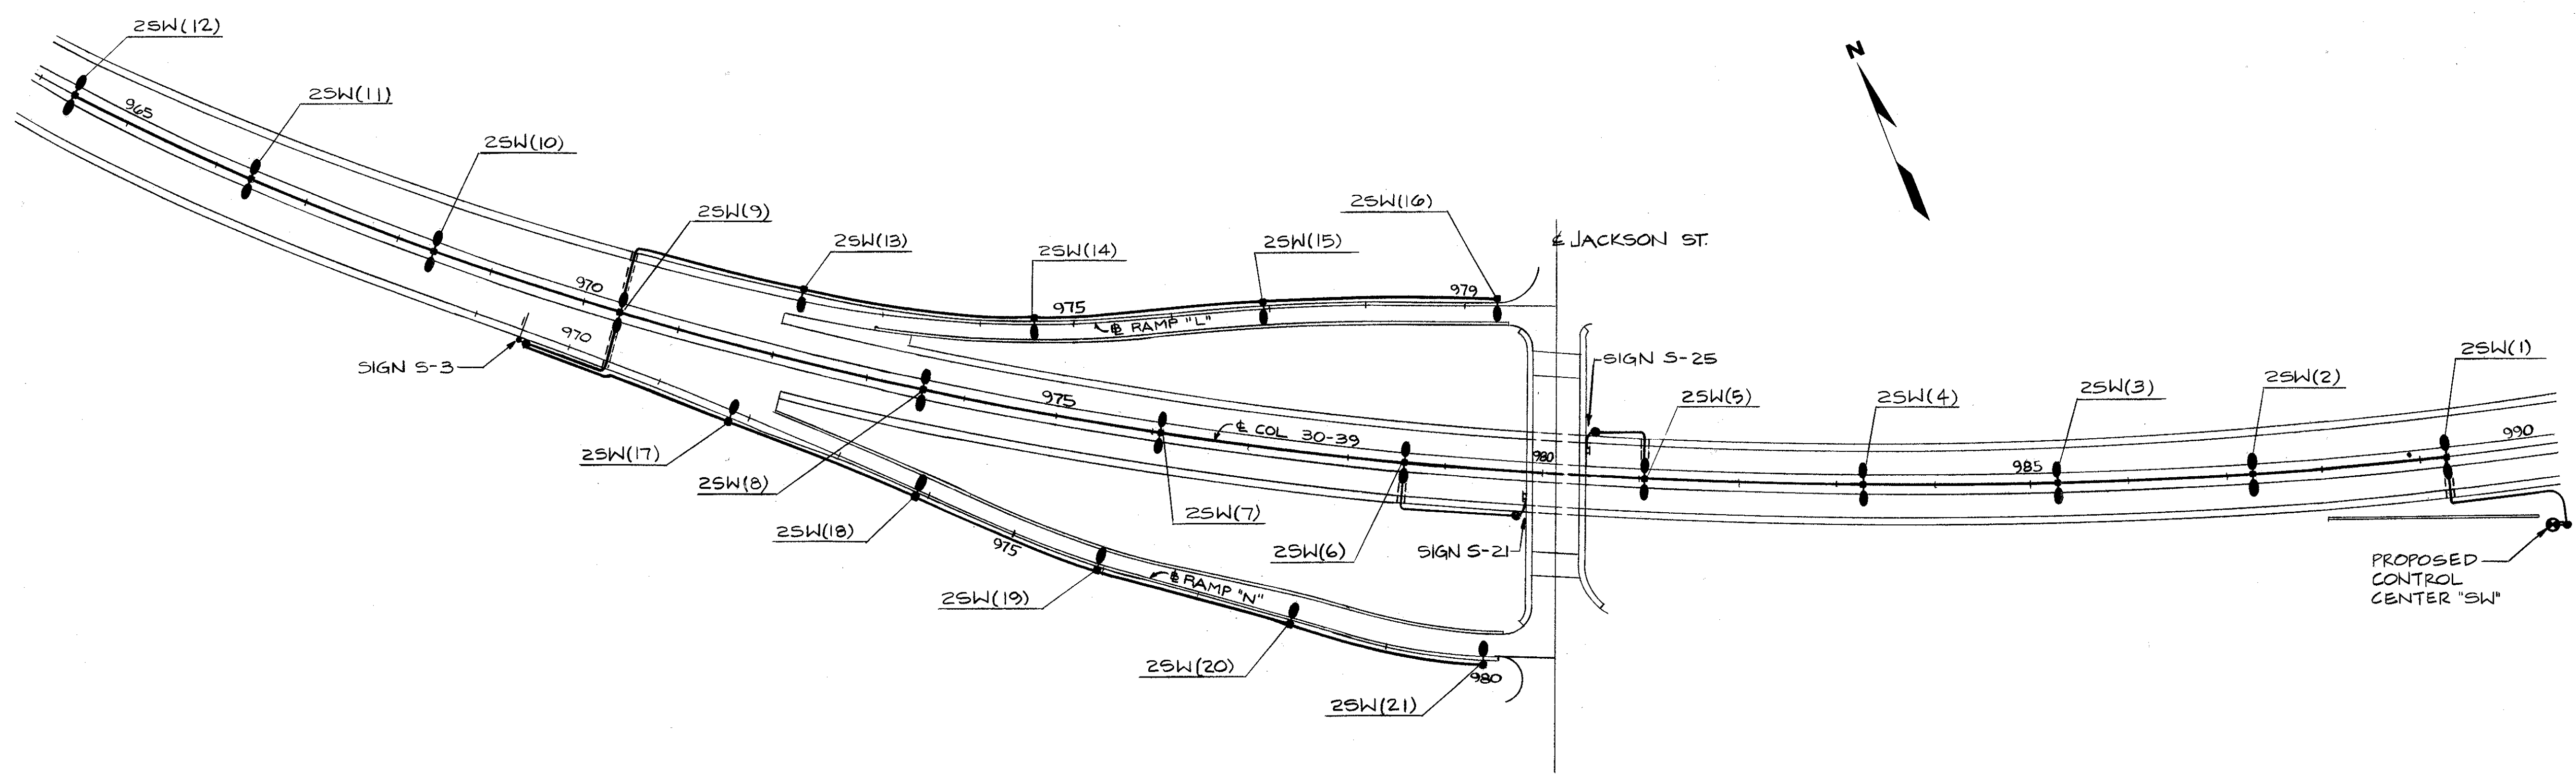 2SW(12)
965
2SW(11)
2SW(10)
970
2SW(9)
2SW(13)
2SW(14)
2SW(15)
2SW(16)
975
979
℄ RAMP "L"
℄ JACKSON ST.
N
SIGN S-3
970
2SW(17)
2SW(8)
975
℄ COL 30-39
2SW(7)
2SW(6)
SIGN S-21
980
SIGN S-25
2SW(5)
2SW(4)
985
2SW(3)
2SW(2)
2SW(1)
990
PROPOSED
CONTROL
CENTER "SW"
2SW(18)
975
2SW(19)
℄ RAMP "N"
2SW(20)
2SW(21)
980